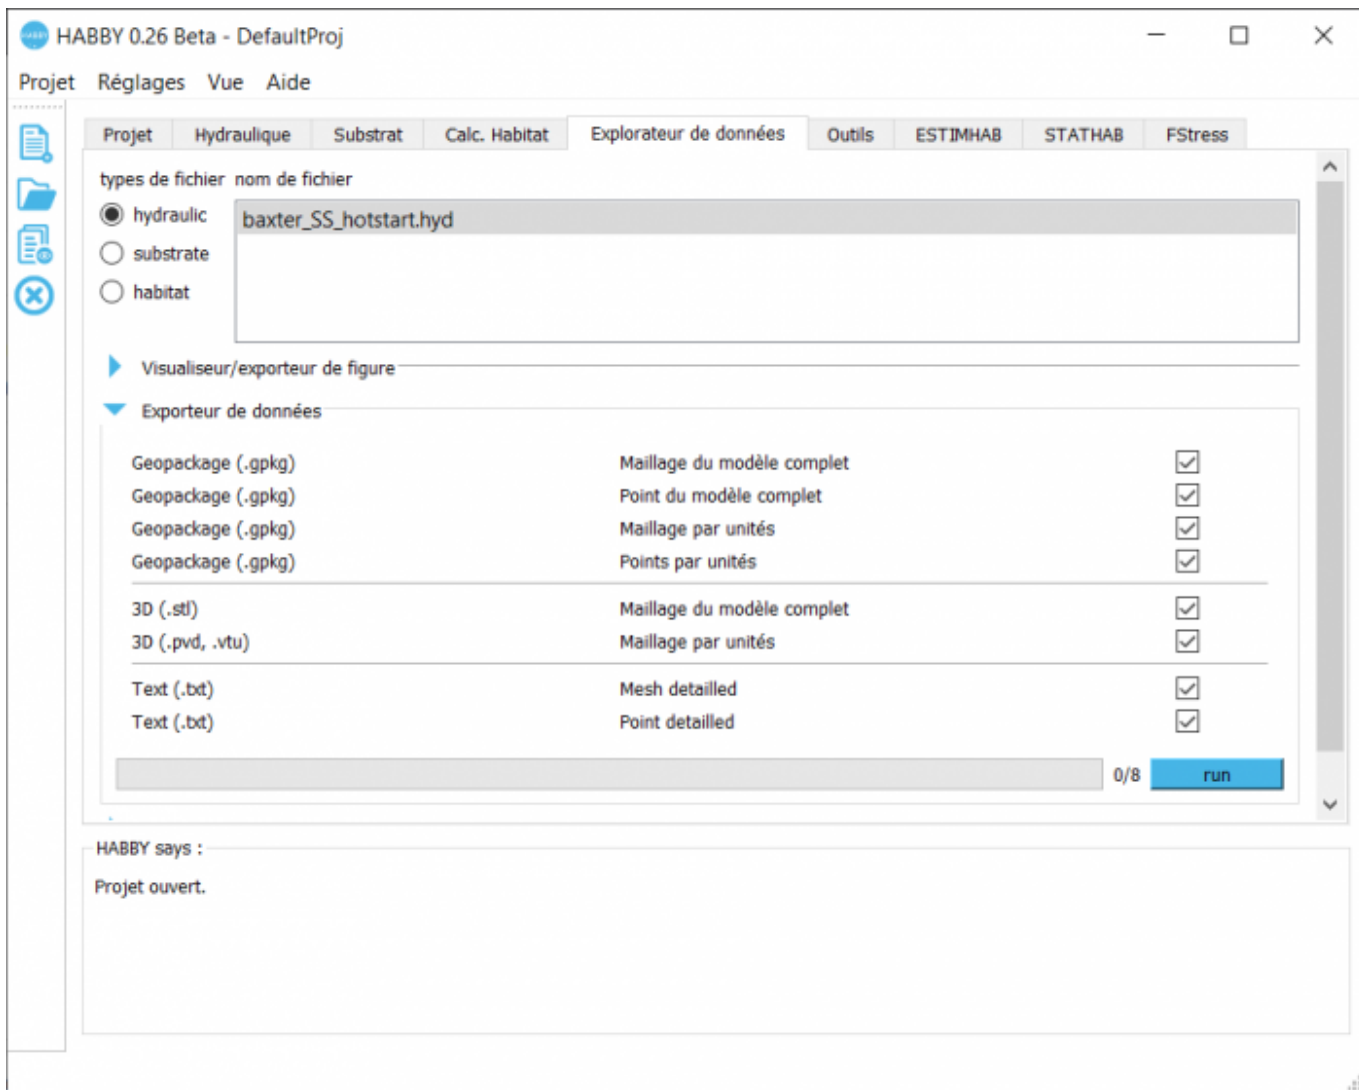 HABBY 0.26 Beta - DefaultProj
Projet Réglages Vue Aide
Projet Hydraulique Substrat Calc. Habitat Explorateur de données Outils ESTIMHAB STATHAB FStress
types de fichier nom de fichier
hydraulic baxter_SS_hotstart.hyd
substrate
habitat
Visualiseur/exporteur de figure
Exporteur de données
Geopackage (.gpkg) Maillage du modèle complet
Geopackage (.gpkg) Point du modèle complet
Geopackage (.gpkg) Maillage par unités
Geopackage (.gpkg) Points par unités
3D (.stl) Maillage du modèle complet
3D (.pvd, .vtu) Maillage par unités
Text (.txt) Mesh detailled
Text (.txt) Point detailled
0/8 run
HABBY says :
Projet ouvert.